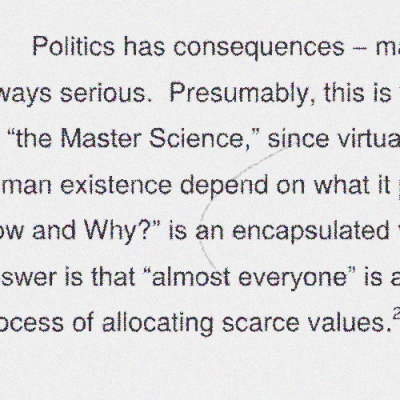 Politics has consequences – ma
ways serious. Presumably, this is
“the Master Science,” since virtua
man existence depend on what it
ow and Why?” is an encapsulated
swer is that “almost everyone” is a
ocess of allocating scarce values.2